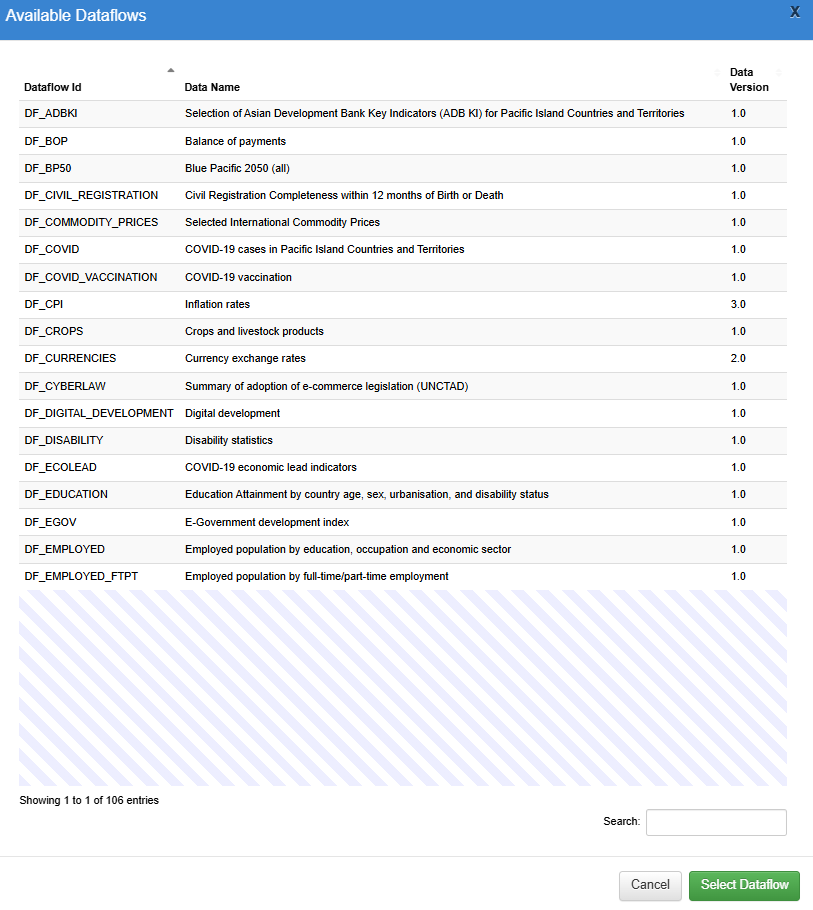 Available Dataflows X
Dataflow Id Data Name Data Version
DF_ADBKI Selection of Asian Development Bank Key Indicators (ADB KI) for Pacific Island Countries and Territories 1.0
DF_BOP Balance of payments 1.0
DF_BP50 Blue Pacific 2050 (all) 1.0
DF_CIVIL_REGISTRATION Civil Registration Completeness within 12 months of Birth or Death 1.0
DF_COMMODITY_PRICES Selected International Commodity Prices 1.0
DF_COVID COVID-19 cases in Pacific Island Countries and Territories 1.0
DF_COVID_VACCINATION COVID-19 vaccination 1.0
DF_CPI Inflation rates 3.0
DF_CROPS Crops and livestock products 1.0
DF_CURRENCIES Currency exchange rates 2.0
DF_CYBERLAW Summary of adoption of e-commerce legislation (UNCTAD) 1.0
DF_DIGITAL_DEVELOPMENT Digital development 1.0
DF_DISABILITY Disability statistics 1.0
DF_ECOLEAD COVID-19 economic lead indicators 1.0
DF_EDUCATION Education Attainment by country age, sex, urbanisation, and disability status 1.0
DF_EGOV E-Government development index 1.0
DF_EMPLOYED Employed population by education, occupation and economic sector 1.0
DF_EMPLOYED_FTPT Employed population by full-time/part-time employment 1.0
Showing 1 to 1 of 106 entries
Search:
Cancel Select Dataflow